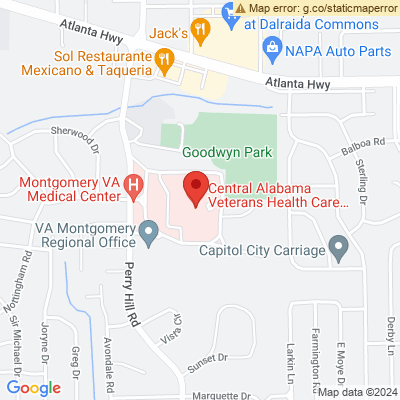 Map error: g.co/staticmaperror
Atlanta Hwy
Jack's
at Dalraida Commons
Sol Restaurante
Mexicano & Taqueria
NAPA Auto Parts
Atlanta Hwy
Sherwood Dr
Goodwyn Park
Balboa Rd
Sterling Dr
Montgomery VA
Medical Center
H
Central Alabama
Veterans Health Care...
VA Montgomery
Regional Office
Capitol City Carriage
Nottingham Rd
Perry Hill Rd
Sir Michael Dr
Joryne Dr
Greg Dr
Avondale Rd
Vista Cir
Sunset Dr
Marquette Dr
Larkin Ln
Farmington Rd
E Moye Dr
Derby Ln
Google
Map data ©2024